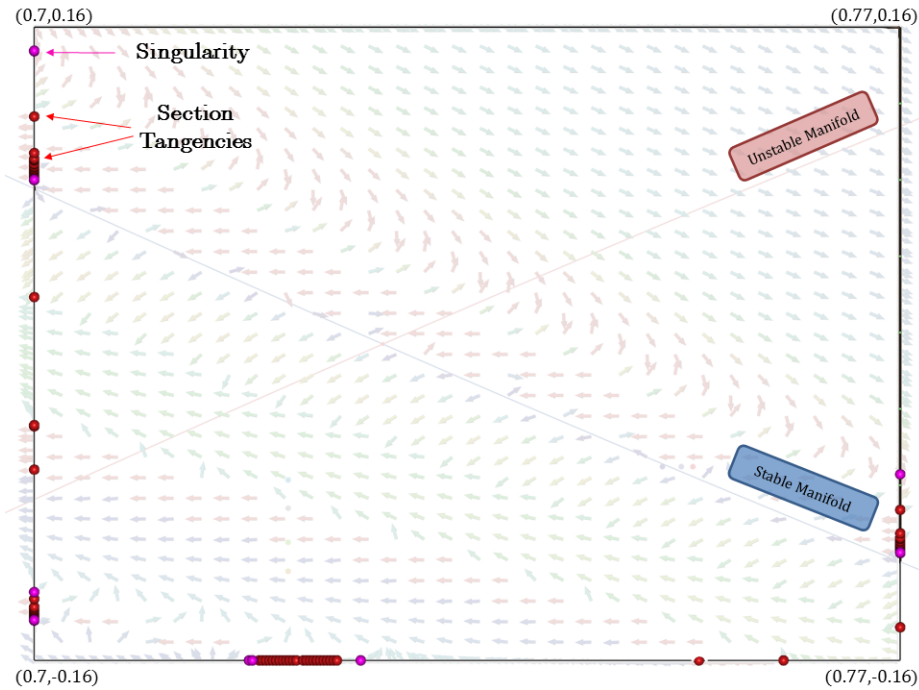 (0.7,0.16)
(0.77,0.16)
Singularity
Section
Tangencies
Unstable Manifold
Stable Manifold
(0.7,-0.16)
(0.77,-0.16)